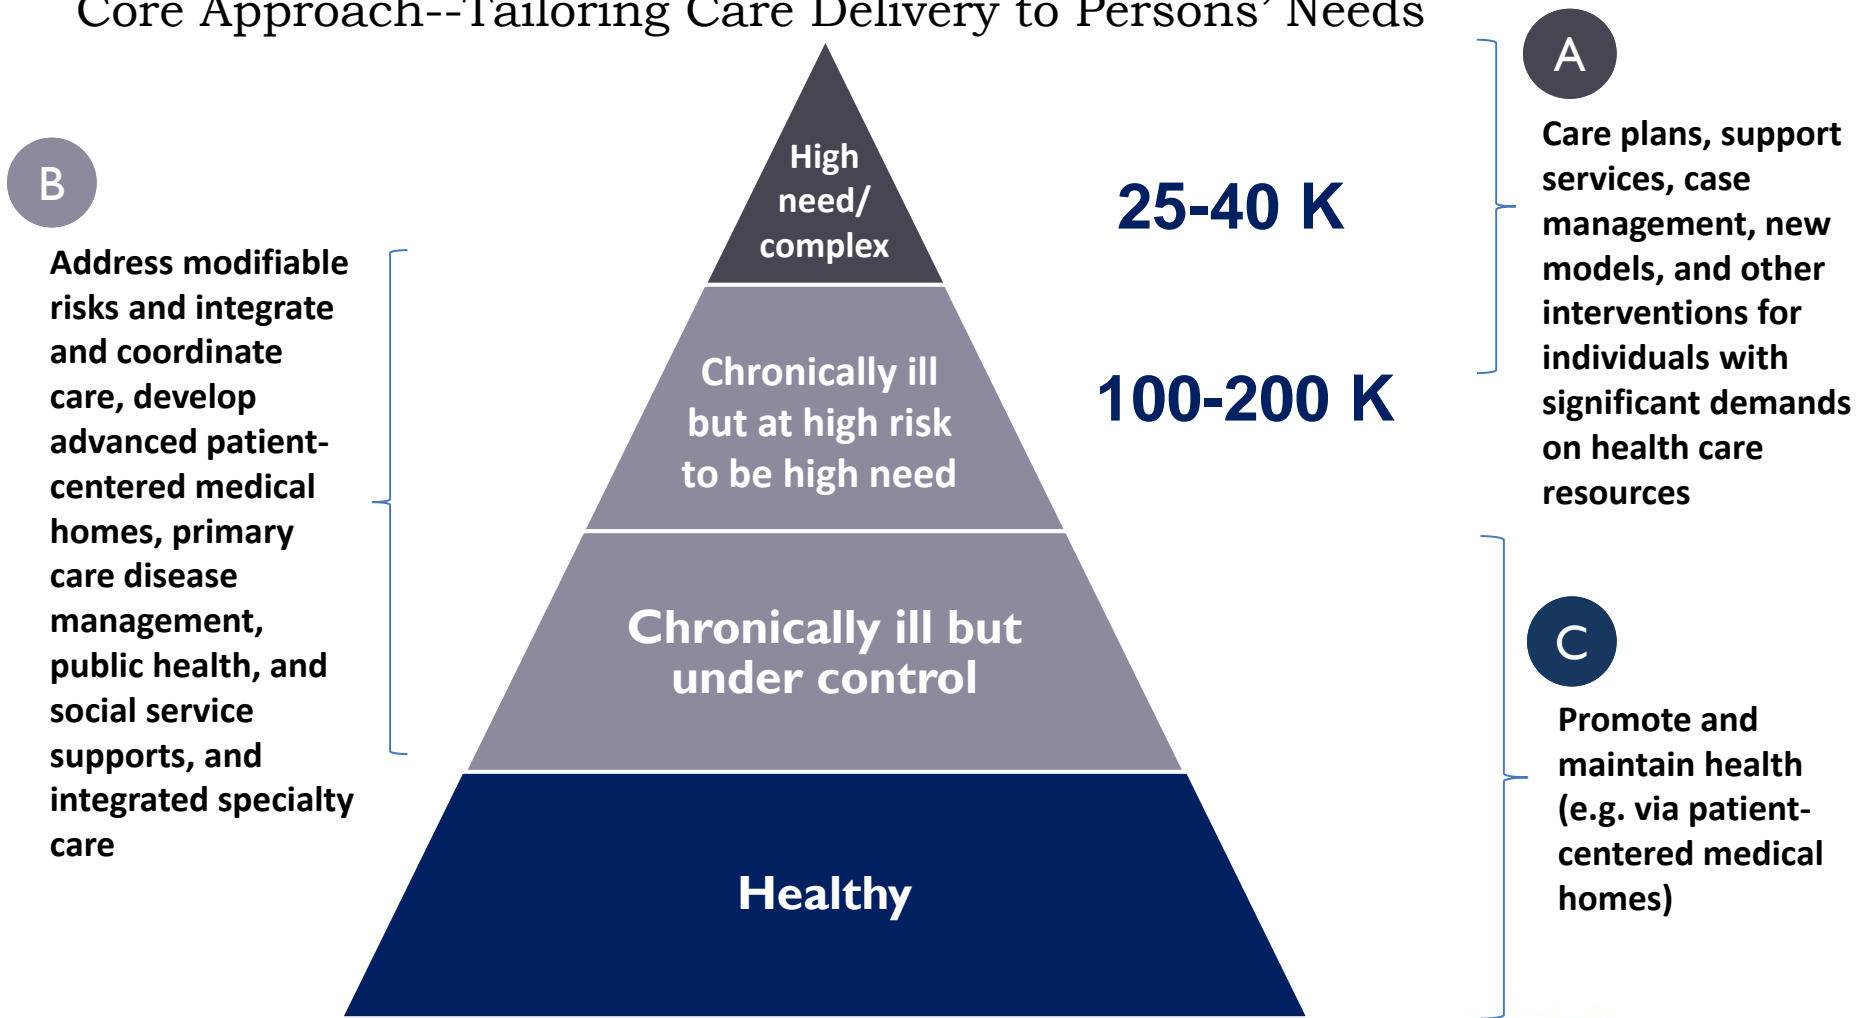 Core Approach--Tailoring Care Delivery to Persons' Needs
B
Address modifiable
risks and integrate
and coordinate
care, develop
advanced patient-
centered medical
homes, primary
care disease
management,
public health, and
social service
supports, and
integrated specialty
care
High
need/
complex
Chronically ill
but at high risk
to be high need
Chronically ill but
under control
Healthy
25-40 K
100-200 K
A
Care plans, support
services, case
management, new
models, and other
interventions for
individuals with
significant demands
on health care
resources
C
Promote and
maintain health
(e.g. via patient-
centered medical
homes)